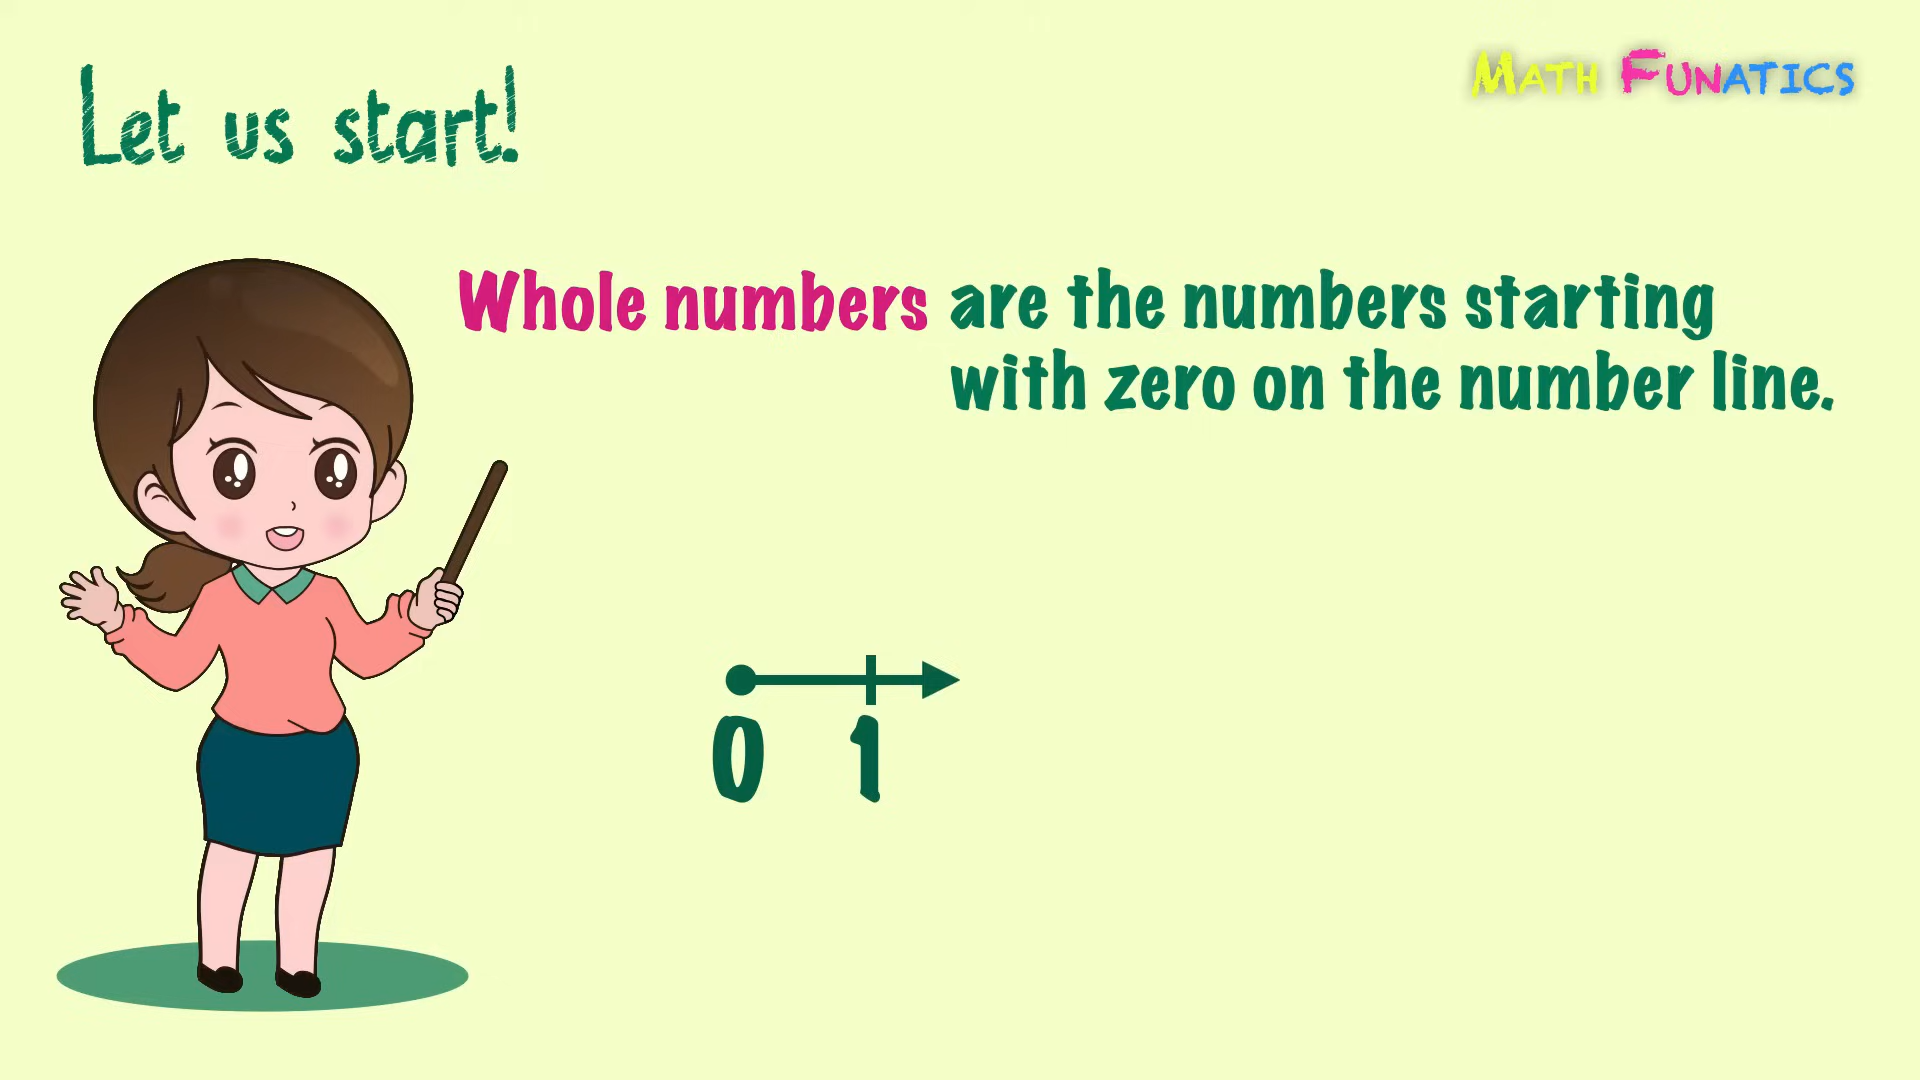 Let us start!
MATH FUNATICS
Whole numbers are the numbers starting
with zero on the number line.
0 1